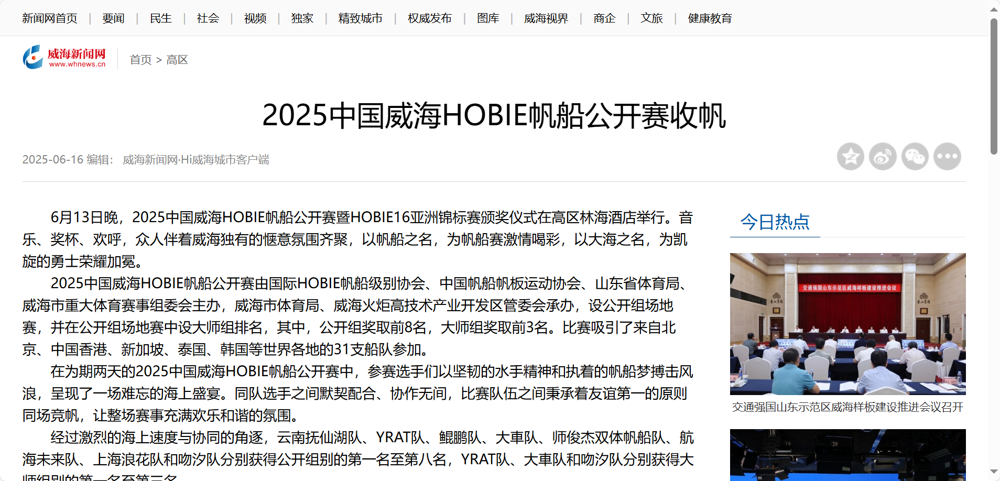 新闻网首页 | 要闻 | 民生 | 社会 | 视频 | 独家 | 精致城市 | 权威发布 | 图库 | 威海视界 | 商企 | 文旅 | 健康教育
威海新闻网
www.whnews.cn
首页 > 高区
2025中国威海HOBIE帆船公开赛收帆
2025-06-16 编辑： 威海新闻网·Hi威海城市客户端
6月13日晚，2025中国威海HOBIE帆船公开赛暨HOBIE16亚洲锦标赛颁奖仪式在高区林海酒店举行。音
乐、奖杯、欢呼，众人伴着威海独有的惬意氛围齐聚，以帆船之名，为帆船赛激情喝彩，以大海之名，为凯
旋的勇士荣耀加冕。
2025中国威海HOBIE帆船公开赛由国际HOBIE帆船级别协会、中国帆船帆板运动协会、山东省体育局、
威海市重大体育赛事组委会主办，威海市体育局、威海火炬高技术产业开发区管委会承办，设公开组场地
赛，并在公开组场地赛中设大师组排名，其中，公开组奖取前8名，大师组奖取前3名。比赛吸引了来自北
京、中国香港、新加坡、泰国、韩国等世界各地的31支船队参加。
在为期两天的2025中国威海HOBIE帆船公开赛中，参赛选手们以坚韧的水手精神和执着的帆船梦搏击风
浪，呈现了一场难忘的海上盛宴。同队选手之间默契配合、协作无间，比赛队伍之间秉承着友谊第一的原则
同场竞帆，让整场赛事充满欢乐和谐的氛围。
经过激烈的海上速度与协同的角逐，云南抚仙湖队、YRAT队、鲲鹏队、大車队、师俊杰双体帆船队、航
海未来队、上海浪花队和吻汐队分别获得公开组别的第一名至第八名，YRAT队、大車队和吻汐队分别获得大
师组别的第一名至第三名。
今日热点
交通强国山东示范区威海样板建设推进会议
交通强国山东示范区威海样板建设推进会议召开
18
19
20
22